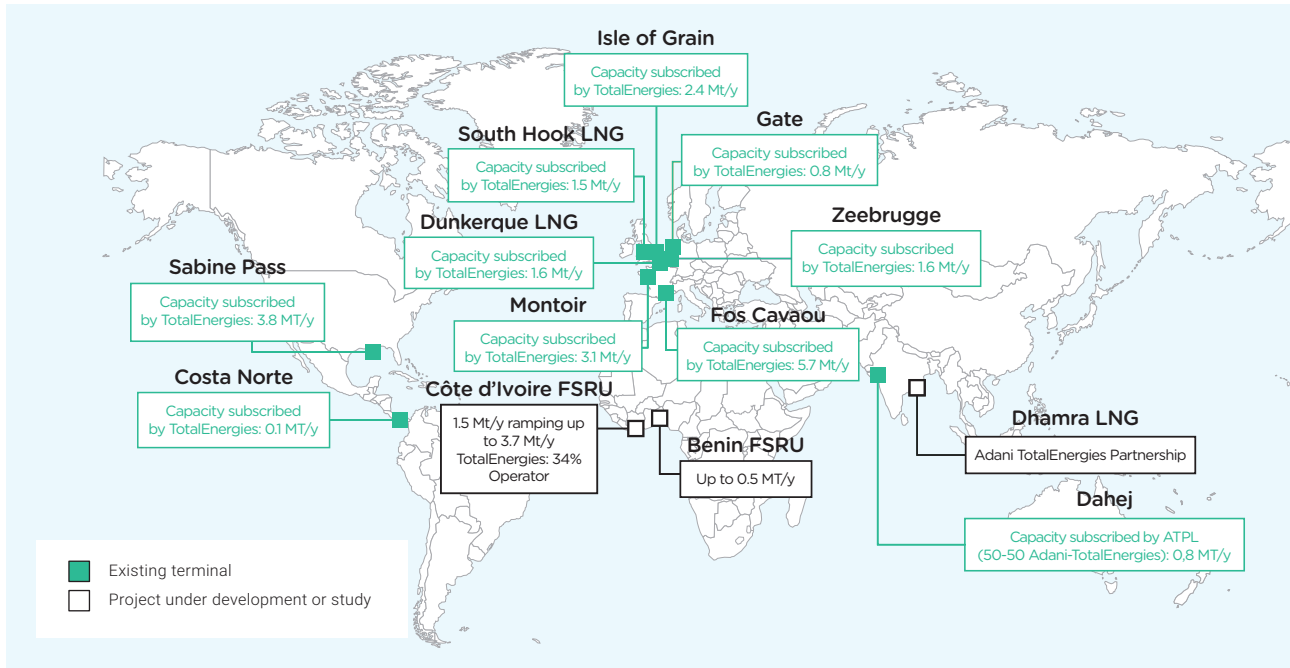 Isle of Grain
Capacity subscribed
by TotalEnergies: 2.4 Mt/y
South Hook LNG
Capacity subscribed
by TotalEnergies: 1.5 Mt/y
Gate
Capacity subscribed
by TotalEnergies: 0.8 Mt/y
Dunkerque LNG
Capacity subscribed
by TotalEnergies: 1.6 Mt/y
Zeebrugge
Capacity subscribed
by TotalEnergies: 1.6 Mt/y
Sabine Pass
Capacity subscribed
by TotalEnergies: 3.8 MT/y
Montoir
Capacity subscribed
by TotalEnergies: 3.1 Mt/y
Fos Cavaou
Capacity subscribed
by TotalEnergies: 5.7 Mt/y
Costa Norte
Capacity subscribed
by TotalEnergies: 0.1 MT/y
Côte d'Ivoire FSRU
1.5 Mt/y ramping up
to 3.7 Mt/y
TotalEnergies: 34%
Operator
Benin FSRU
Up to 0.5 MT/y
Dhamra LNG
Adani TotalEnergies Partnership
Dahej
Capacity subscribed by ATPL
(50-50 Adani-TotalEnergies): 0,8 MT/y
Existing terminal
Project under development or study